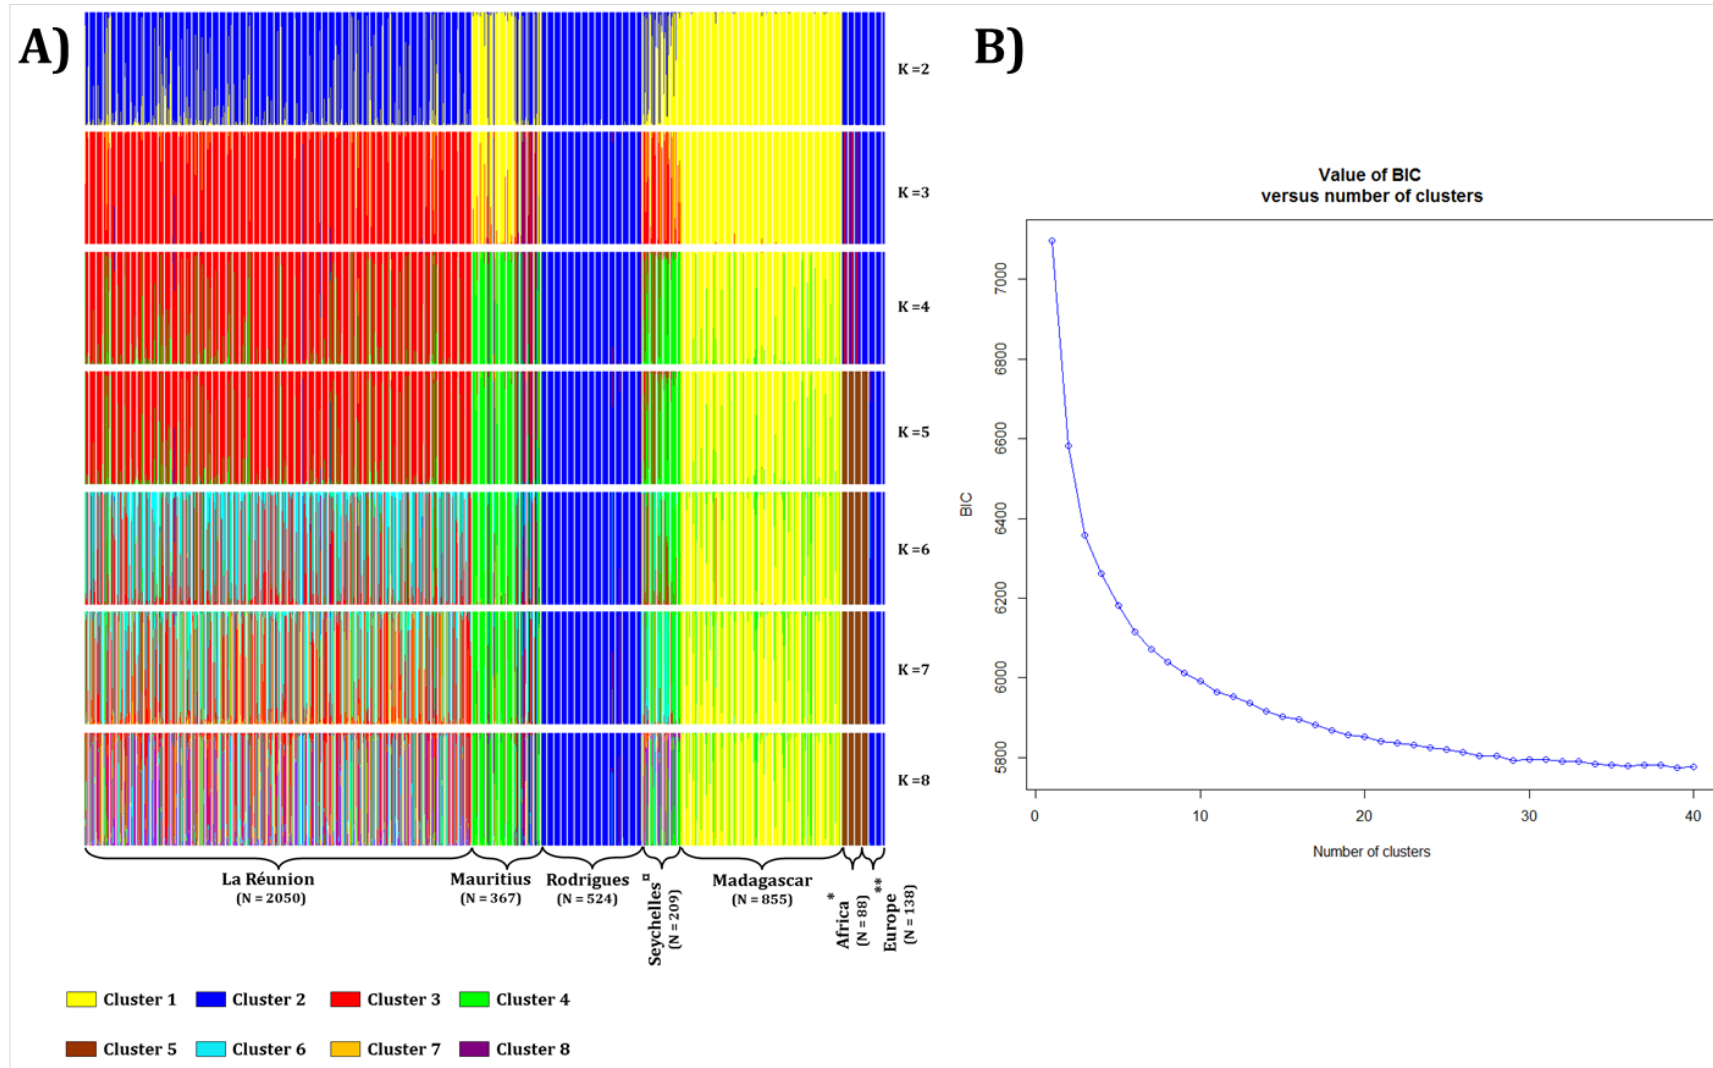 A)
K =2
K =3
K =4
K =5
K =6
K =7
K =8
La Réunion
(N = 2050)
Mauritius
(N = 367)
Rodrigues
(N = 524)
Seychelles¤
(N = 209)
Madagascar
(N = 855)
Africa*
(N = 88)
Europe**
(N = 138)
Cluster 1
Cluster 2
Cluster 3
Cluster 4
Cluster 5
Cluster 6
Cluster 7
Cluster 8
B)
Value of BIC
versus number of clusters
BIC
7000
6800
6600
6400
6200
6000
5800
0
10
20
30
40
Number of clusters